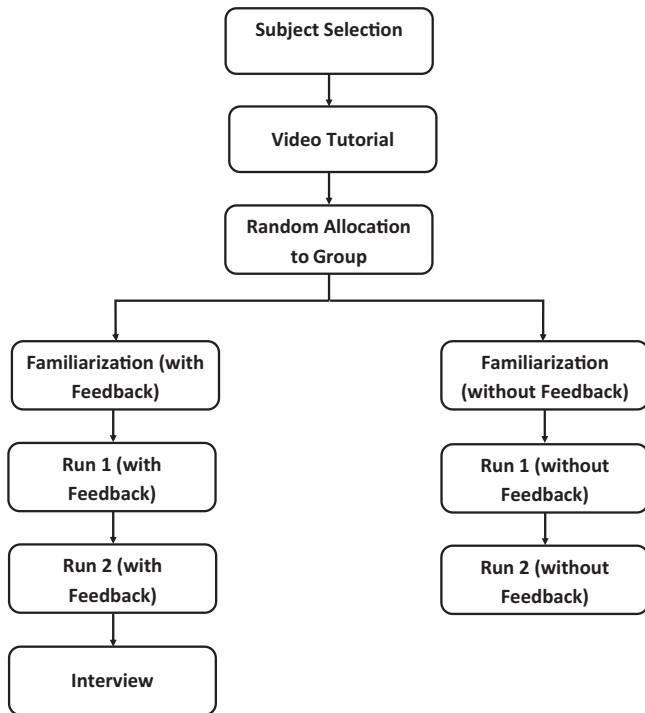 Subject Selection
Video Tutorial
Random Allocation
to Group
Familiarization (with
Feedback)
Run 1 (with
Feedback)
Run 2 (with
Feedback)
Interview
Familiarization
(without Feedback)
Run 1 (without
Feedback)
Run 2 (without
Feedback)